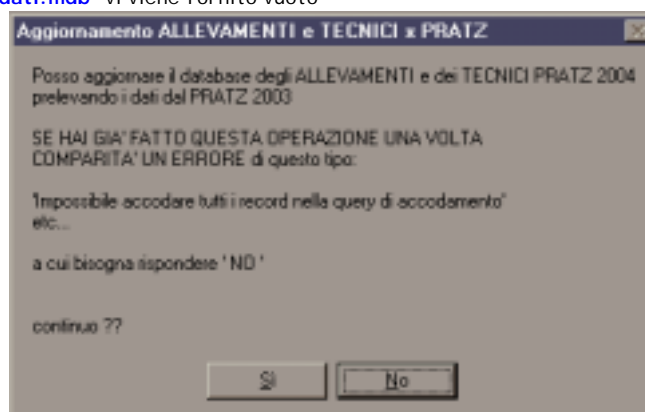 dati.mdb" vi viene fornito vuoto
Aggiornamento ALLEVAMENTI e TECNICI x PRATZ
Posso aggiornare il database degli ALLEVAMENTI e dei TECNICI PRATZ 2004
prelevando i dati dal PRATZ 2003
SE HAI GIA' FATTO QUESTA OPERAZIONE UNA VOLTA
COMPARITA' UN ERRORE di questo tipo:
'Impossibile accodare tutti i record nella query di accodamento'
etc...
a cui bisogna rispondere ' NO '
continuo ??
Sì
No